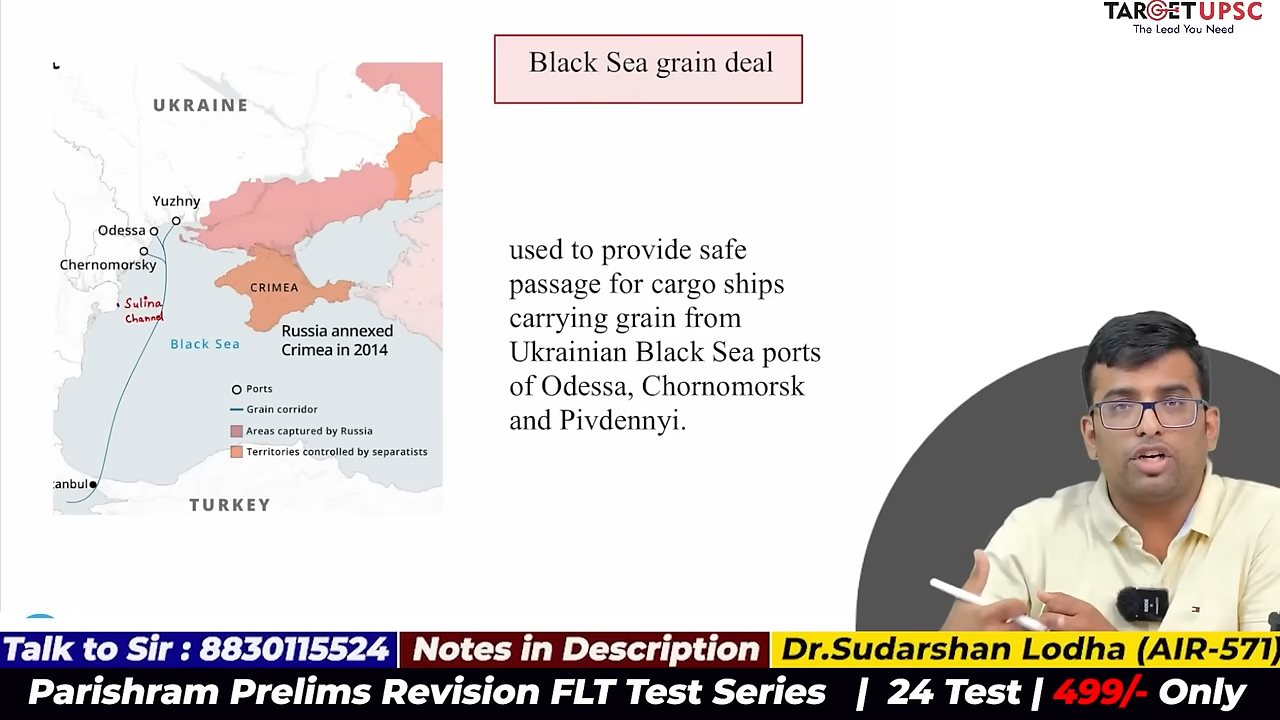 TARGETUPSC
The Lead You Need
Black Sea grain deal
UKRAINE
Yuzhny
Odessa
Chernomorsky
Sulina
Channel
CRIMEA
Russia annexed
Crimea in 2014
Black Sea
Ports
Grain corridor
Areas captured by Russia
Territories controlled by separatists
anbul
TURKEY
used to provide safe
passage for cargo ships
carrying grain from
Ukrainian Black Sea ports
of Odessa, Chornomorsk
and Pivdennyi.
Talk to Sir : 8830115524
Notes in Description
Dr.Sudarshan Lodha (AIR-571)
Parishram Prelims Revision FLT Test Series | 24 Test | 499/- Only